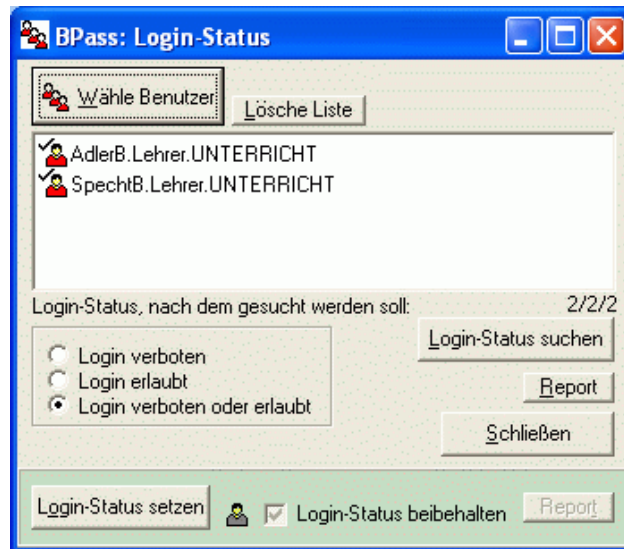 BPass: Login-Status
Wähle Benutzer
Lösche Liste
AdlerB.Lehrer.UNTERRICHT
SpechtB.Lehrer.UNTERRICHT
Login-Status, nach dem gesucht werden soll: 2/2/2
Login verboten
Login erlaubt
Login verboten oder erlaubt
Login-Status suchen
Report
Schließen
Login-Status setzen
Login-Status beibehalten
Report